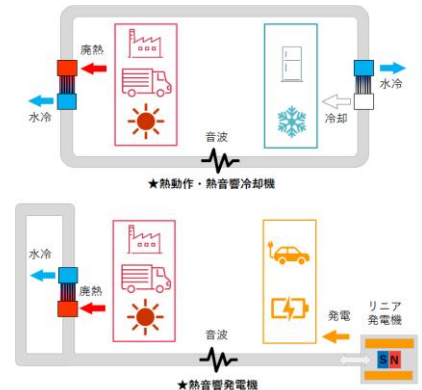 廃熱
水冷
水冷
冷却
音波
★熱動作・熱音響冷却機
水冷
廃熱
発電
リニア
発電機
S N
音波
★熱音響発電機